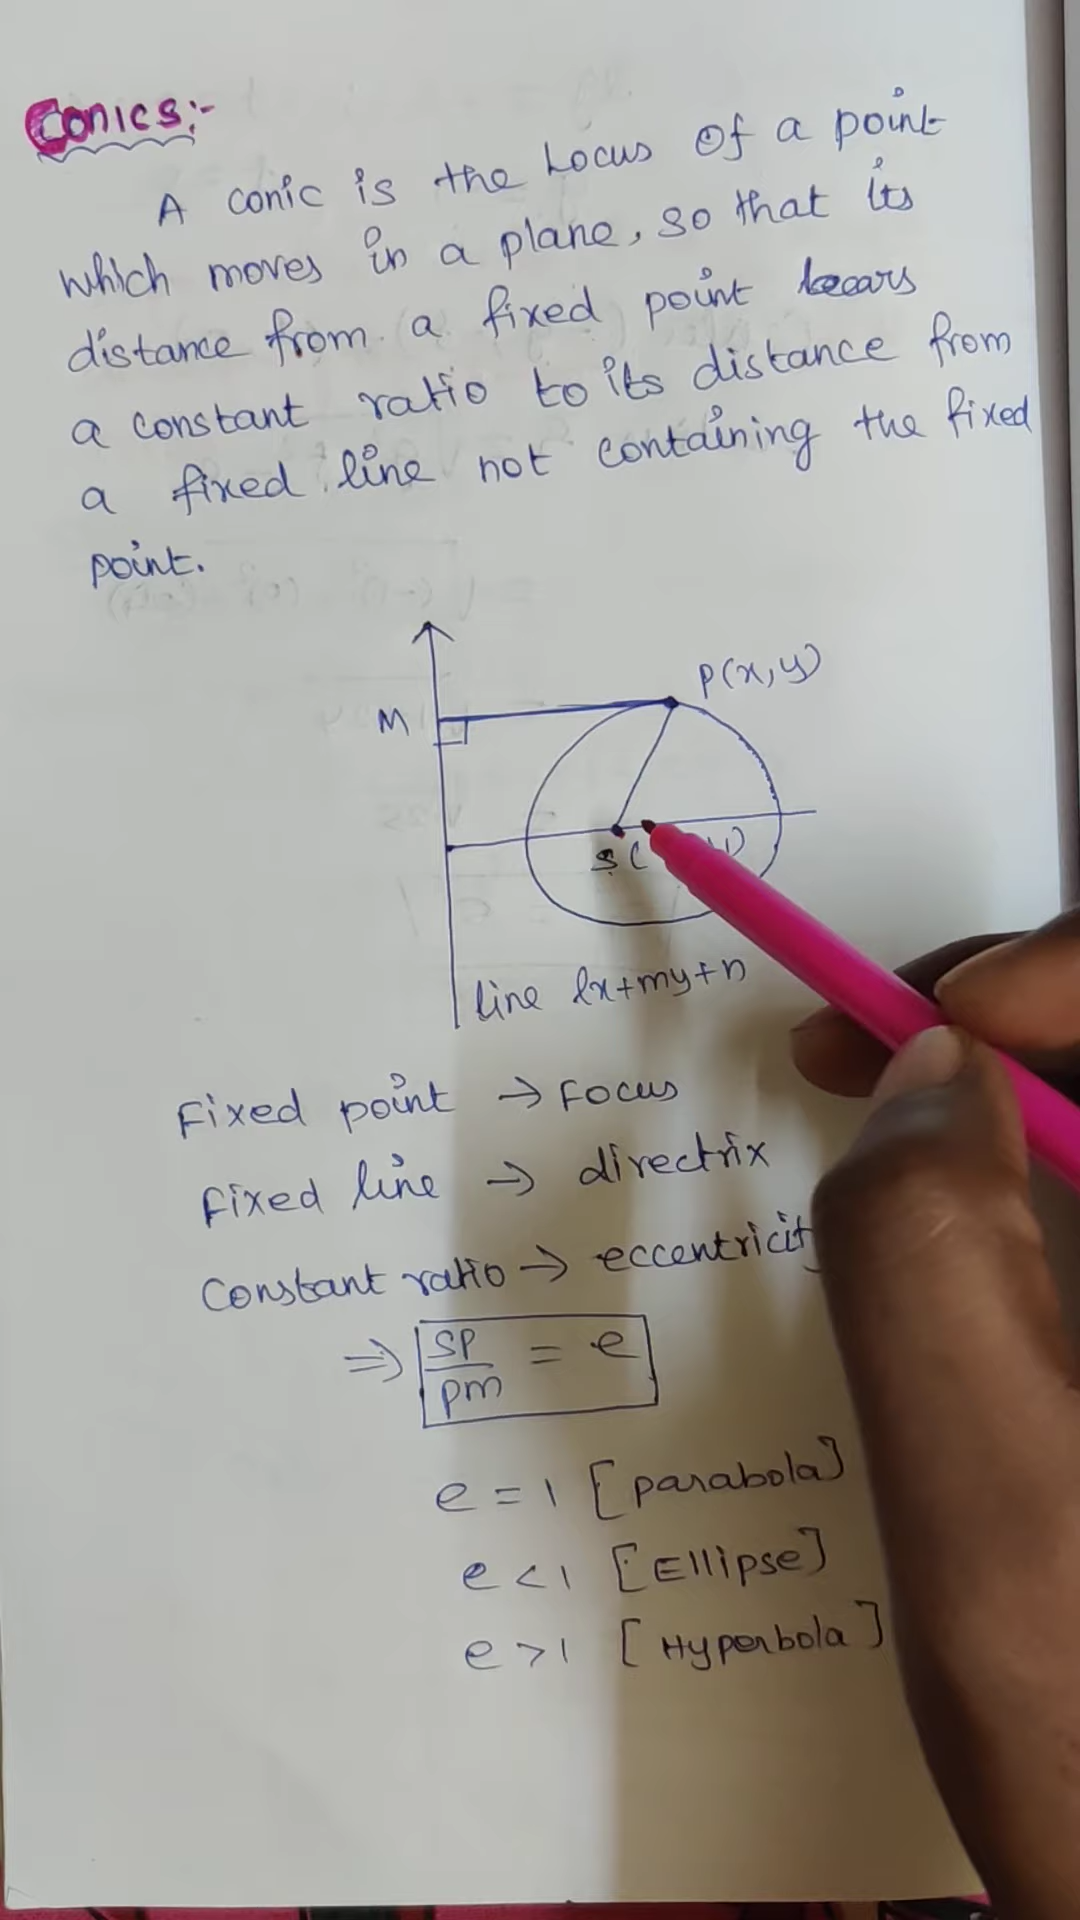 Conics:-
A conic is the Locus Of a point
which moves in a plane, so that its
distance from a fixed point bears
a constant ratio to its distance from
a fixed line not containing the fixed
point.
P(x,y)
M
S(
line lx+my+n
Fixed point → Focus
Fixed line → directrix
Constant ratio → eccentricity
⇒ SP/PM = e
e = 1 [parabola]
e < 1 [Ellipse]
e > 1 [Hyperbola]